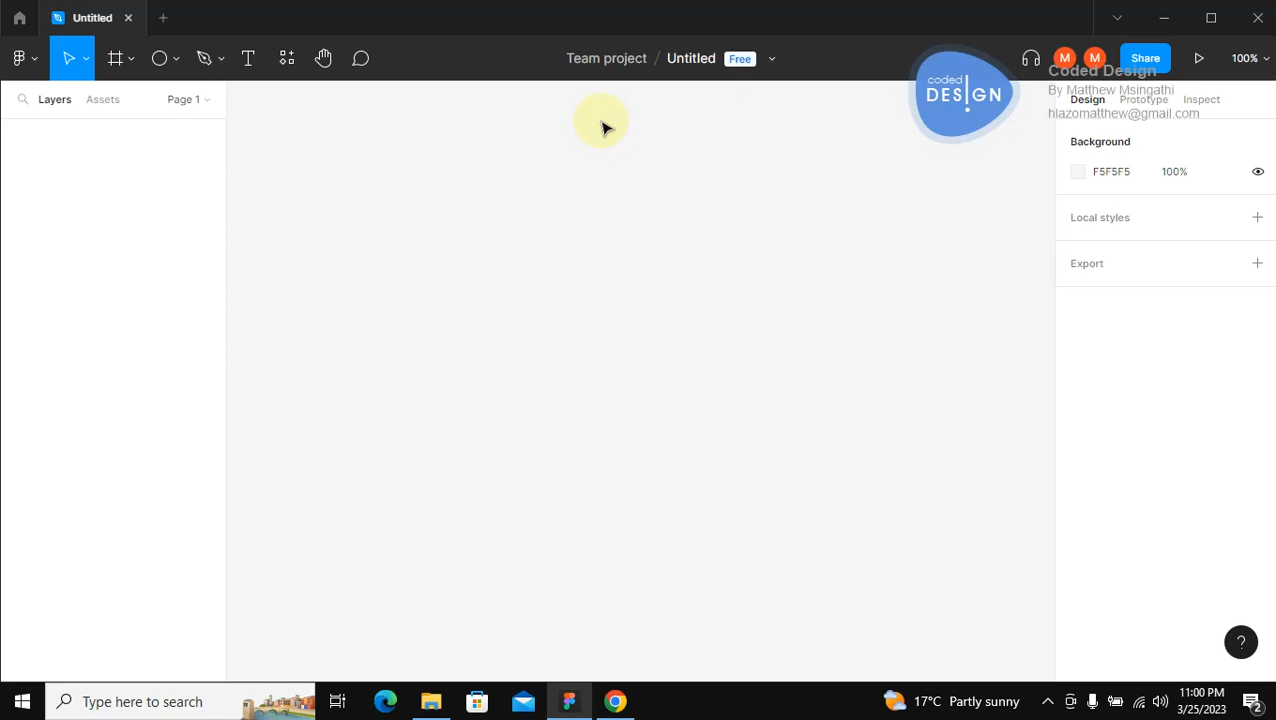 Untitled
Team project / Untitled Free
Share
100%
coded
DESIGN
Coded Design
By Matthew Msingathi
hlazomatthew@gmail.com
M M
Layers Assets Page 1
Design Prototype Inspect
Background
F5F5F5 100%
Local styles
Export
?
Type here to search
17°C Partly sunny
11:00 PM
3/25/2023
2